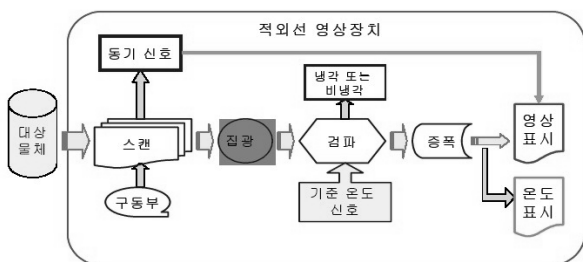 적외선 영상장치
동기 신호
냉각 또는
비냉각
대상
물체
스캔
집광
검파
증폭
영상
표시
구동부
기준 온도
신호
온도
표시